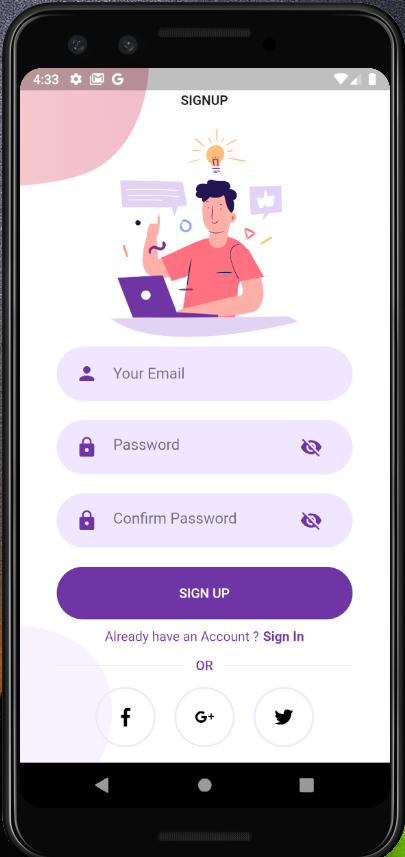 4:33
SIGNUP
Your Email
Password
Confirm Password
SIGN UP
Already have an Account ? Sign In
OR